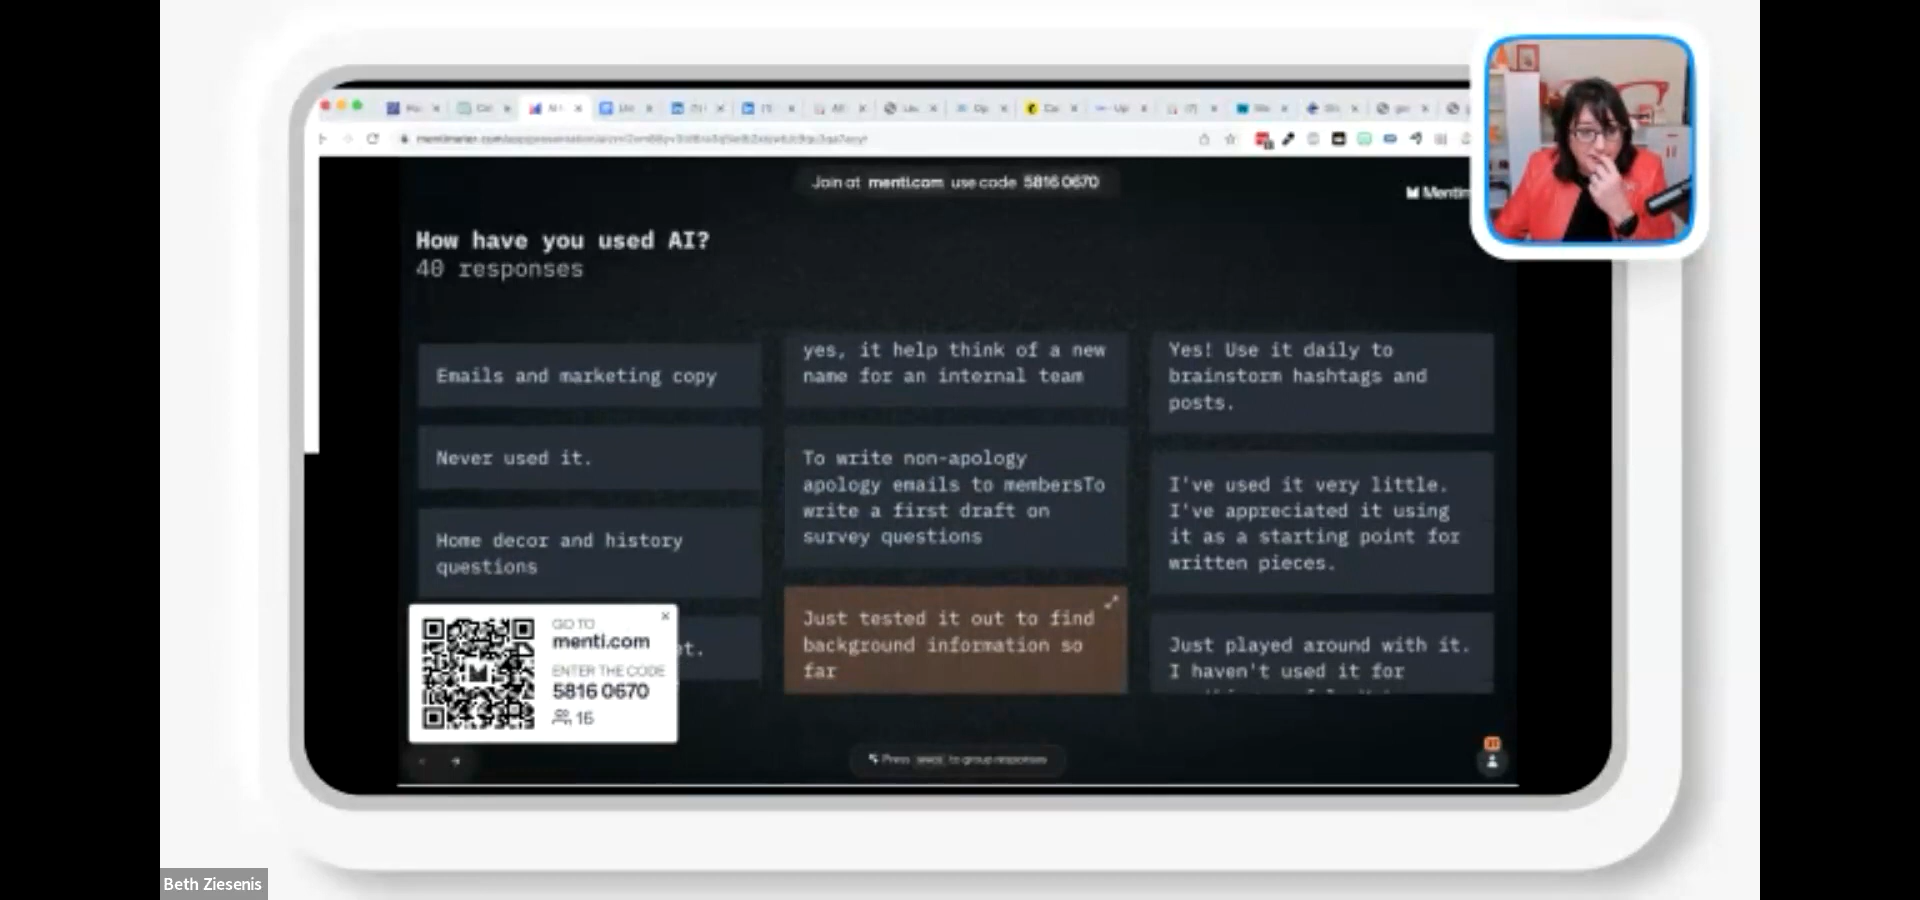 Join at menti.com use code 5816 0670
How have you used AI?
40 responses
Emails and marketing copy
Never used it.
Home decor and history
questions
yes, it help think of a new
name for an internal team
To write non-apology
apology emails to membersTo
write a first draft on
survey questions
Just tested it out to find
background information so
far
Yes! Use it daily to
brainstorm hashtags and
posts.
I've used it very little.
I've appreciated it using
it as a starting point for
written pieces.
Just played around with it.
I haven't used it for
GO TO
menti.com
ENTER THE CODE
5816 0670
16
Press to group responses
Beth Ziesenis